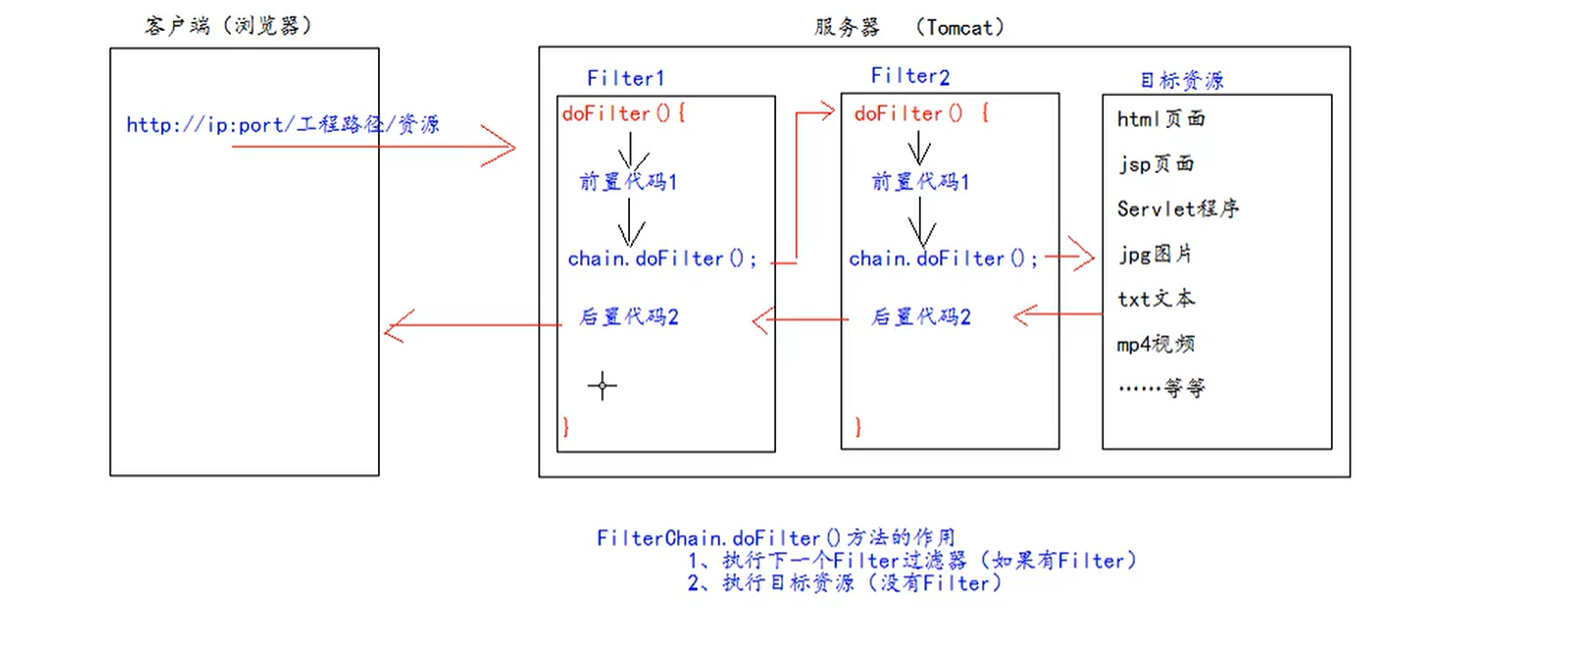 客户端（浏览器）
服务器 （Tomcat）
http://ip:port/工程路径/资源
Filter1
doFilter(){
前置代码1
chain.doFilter();
后置代码2
}
Filter2
doFilter() {
前置代码1
chain.doFilter();
后置代码2
}
目标资源
html页面
jsp页面
Servlet程序
jpg图片
txt文本
mp4视频
……等等
FilterChain.doFilter()方法的作用
1、执行下一个Filter过滤器（如果有Filter）
2、执行目标资源（没有Filter）